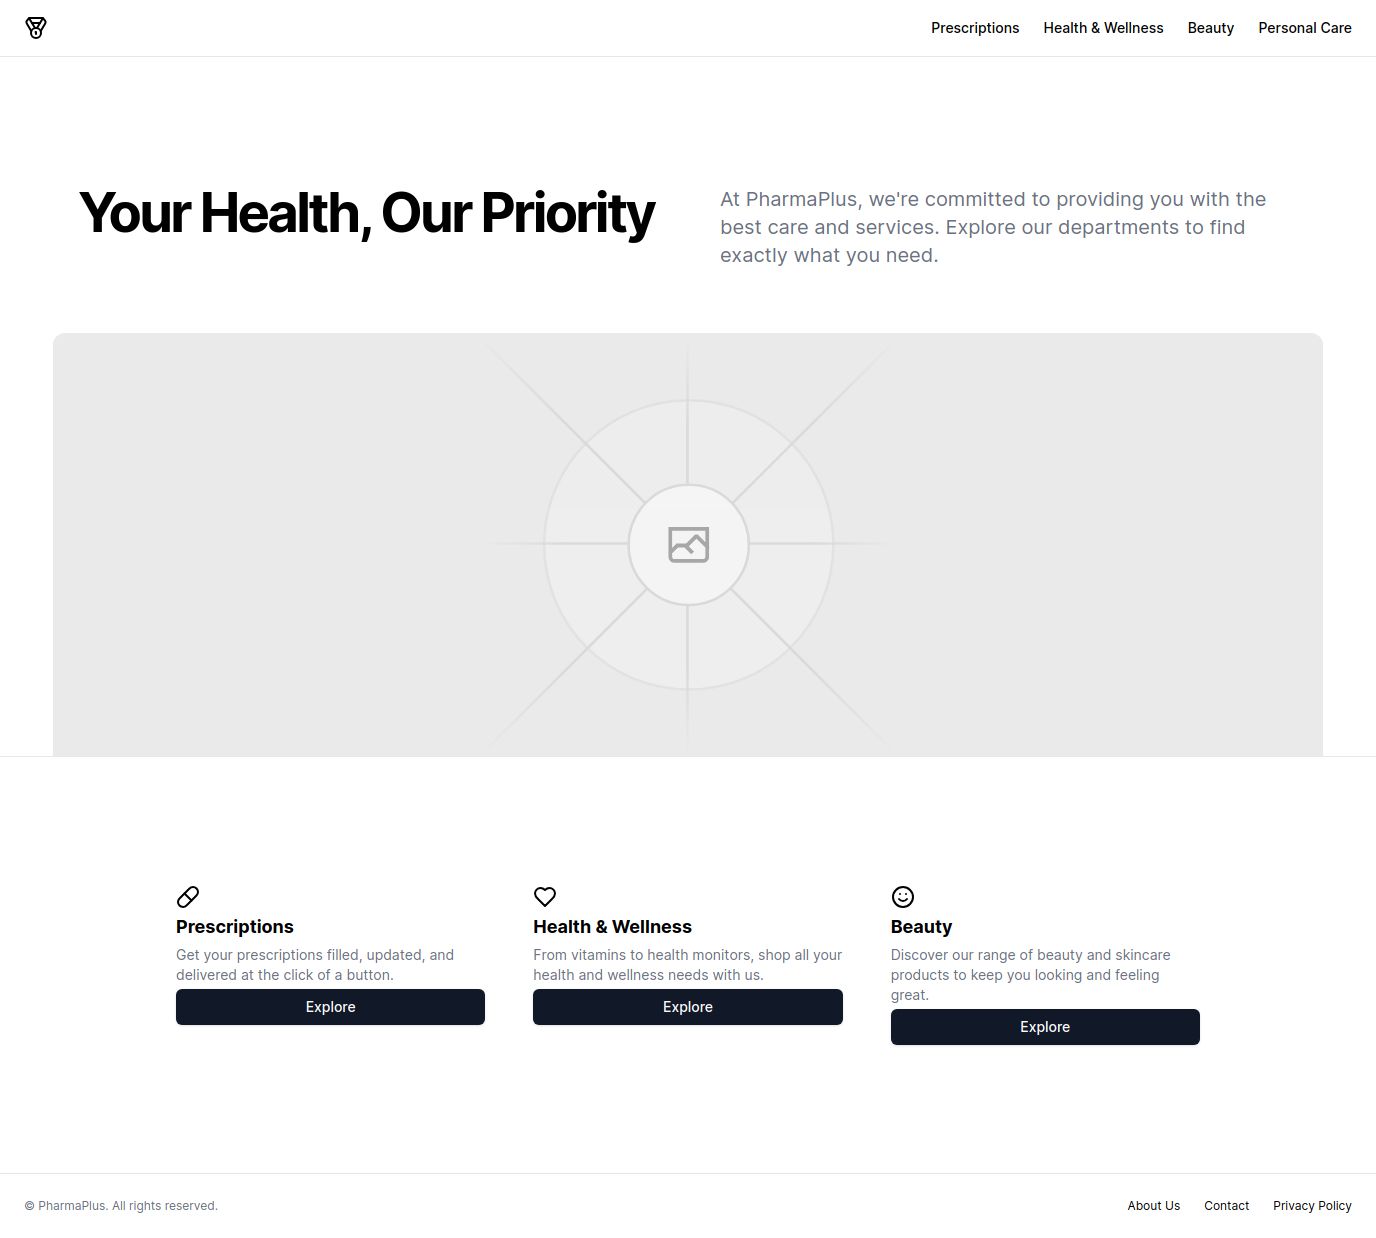 Prescriptions Health & Wellness Beauty Personal Care
Your Health, Our Priority
At PharmaPlus, we're committed to providing you with the
best care and services. Explore our departments to find
exactly what you need.
Prescriptions
Get your prescriptions filled, updated, and
delivered at the click of a button.
Explore
Health & Wellness
From vitamins to health monitors, shop all your
health and wellness needs with us.
Explore
Beauty
Discover our range of beauty and skincare
products to keep you looking and feeling
great.
Explore
© PharmaPlus. All rights reserved.
About Us Contact Privacy Policy